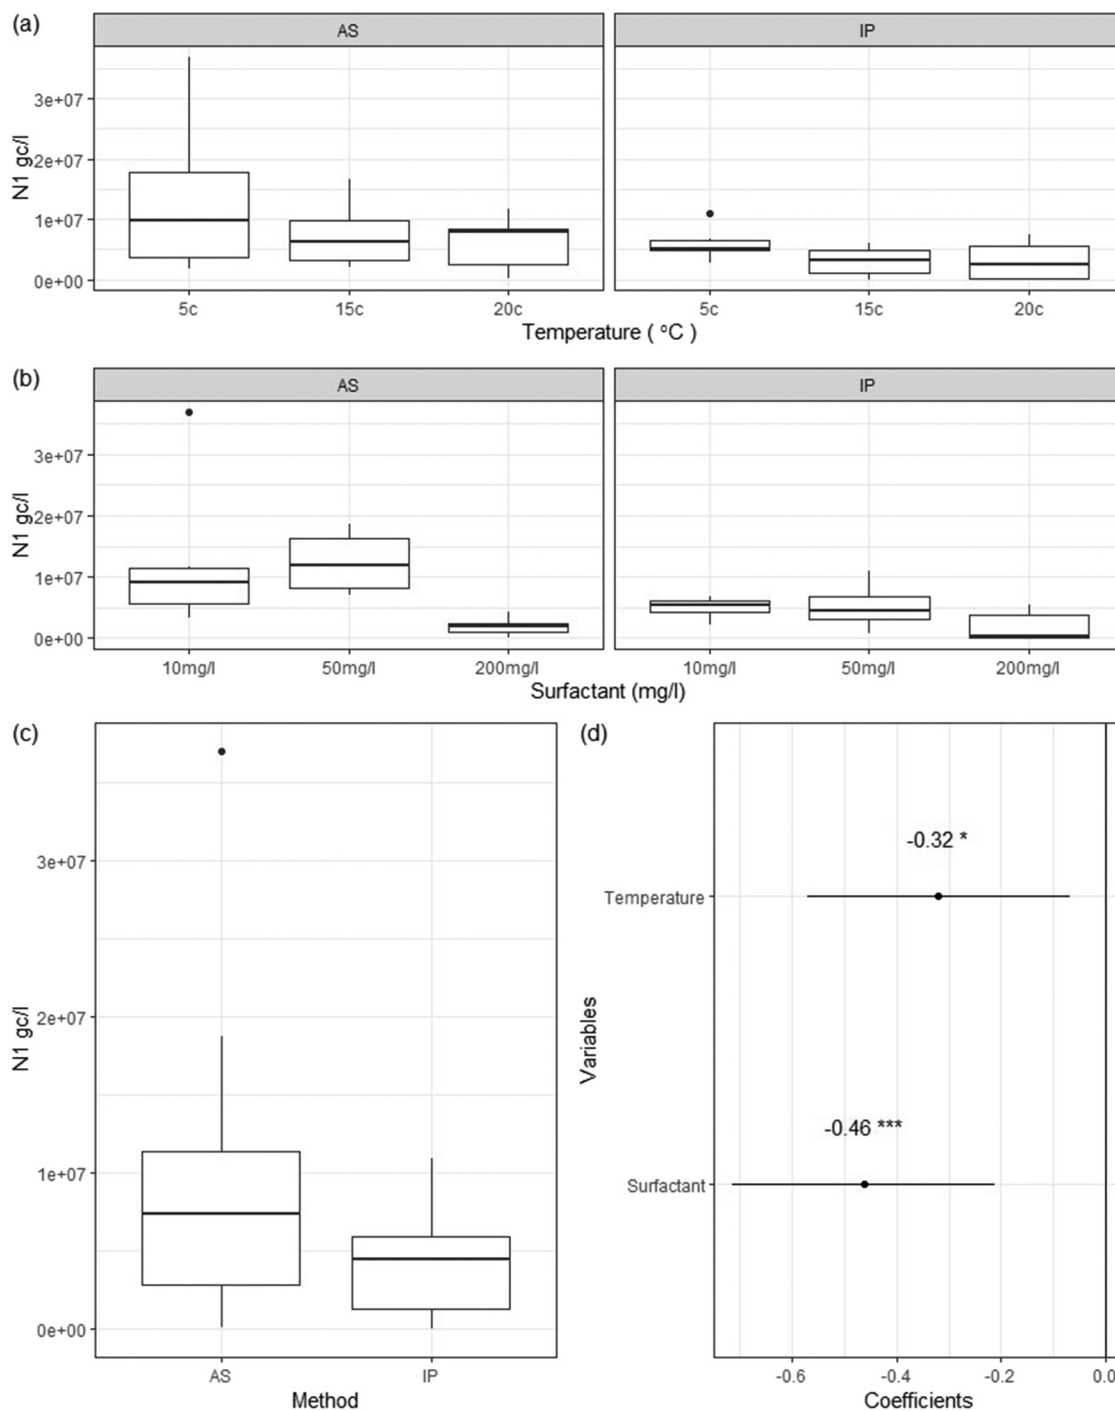 (a)
AS
IP
N1 gc/l
3e+07
2e+07
1e+07
0e+00
5c 15c 20c
5c 15c 20c
Temperature ( °C )
(b)
AS
IP
N1 gc/l
3e+07
2e+07
1e+07
0e+00
10mg/l 50mg/l 200mg/l
10mg/l 50mg/l 200mg/l
Surfactant (mg/l)
(c)
N1 gc/l
3e+07
2e+07
1e+07
0e+00
AS IP
Method
(d)
Variables
-0.32 *
Temperature
-0.46 ***
Surfactant
-0.6 -0.4 -0.2 0.0
Coefficients